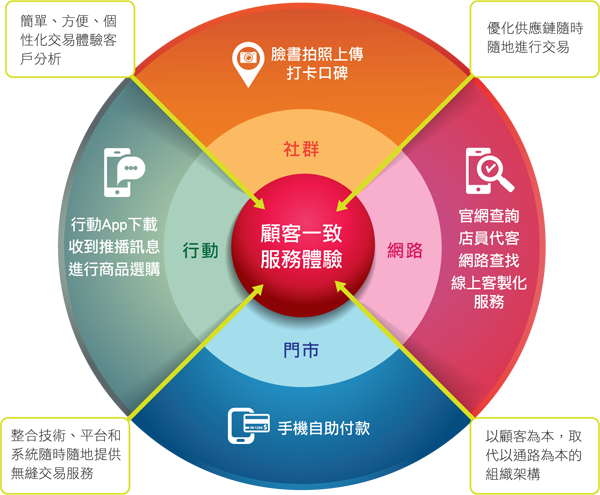 簡單、方便、個
性化交易體驗客
戶分析
優化供應鏈隨時
隨地進行交易
臉書拍照上傳
打卡口碑
社群
行動App下載
收到推播訊息
進行商品選購
行動
顧客一致
服務體驗
網路
官網查詢
店員代客
網路查找
線上客製化
服務
門市
手機自助付款
整合技術、平台和
系統隨時隨地提供
無縫交易服務
以顧客為本，取
代以通路為本的
組織架構